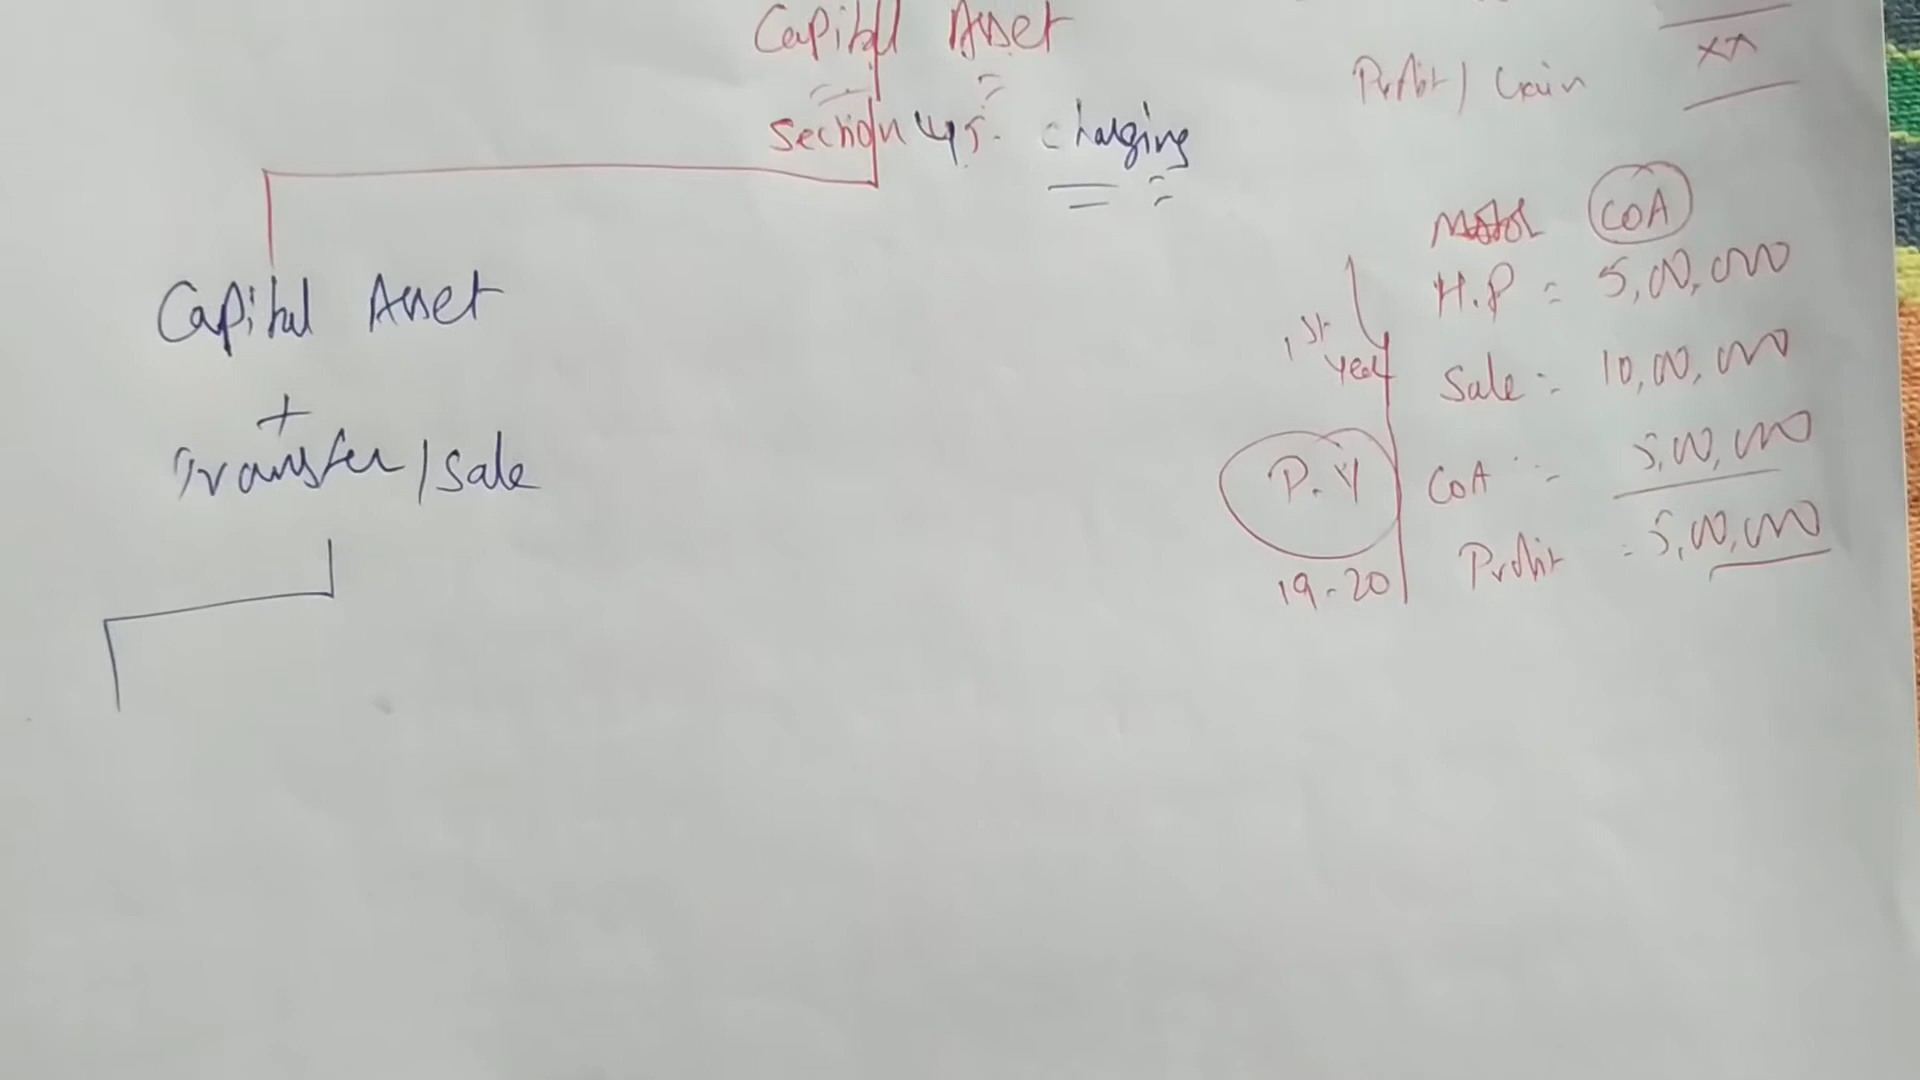 Capital Asset
Section 45. charging
Capital Asset
+
Transfer/Sale
Profit/Gain xx
COA
H.P = 5,00,000
1st year
Sale = 10,00,000
P.Y
COA = 5,00,000
19-20
Profit = 5,00,000